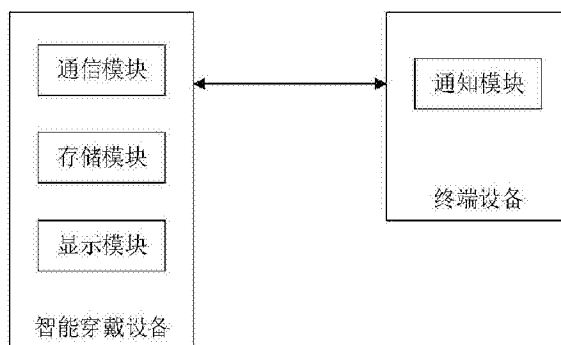 通信模块
通知模块
存储模块
终端设备
显示模块
智能穿戴设备